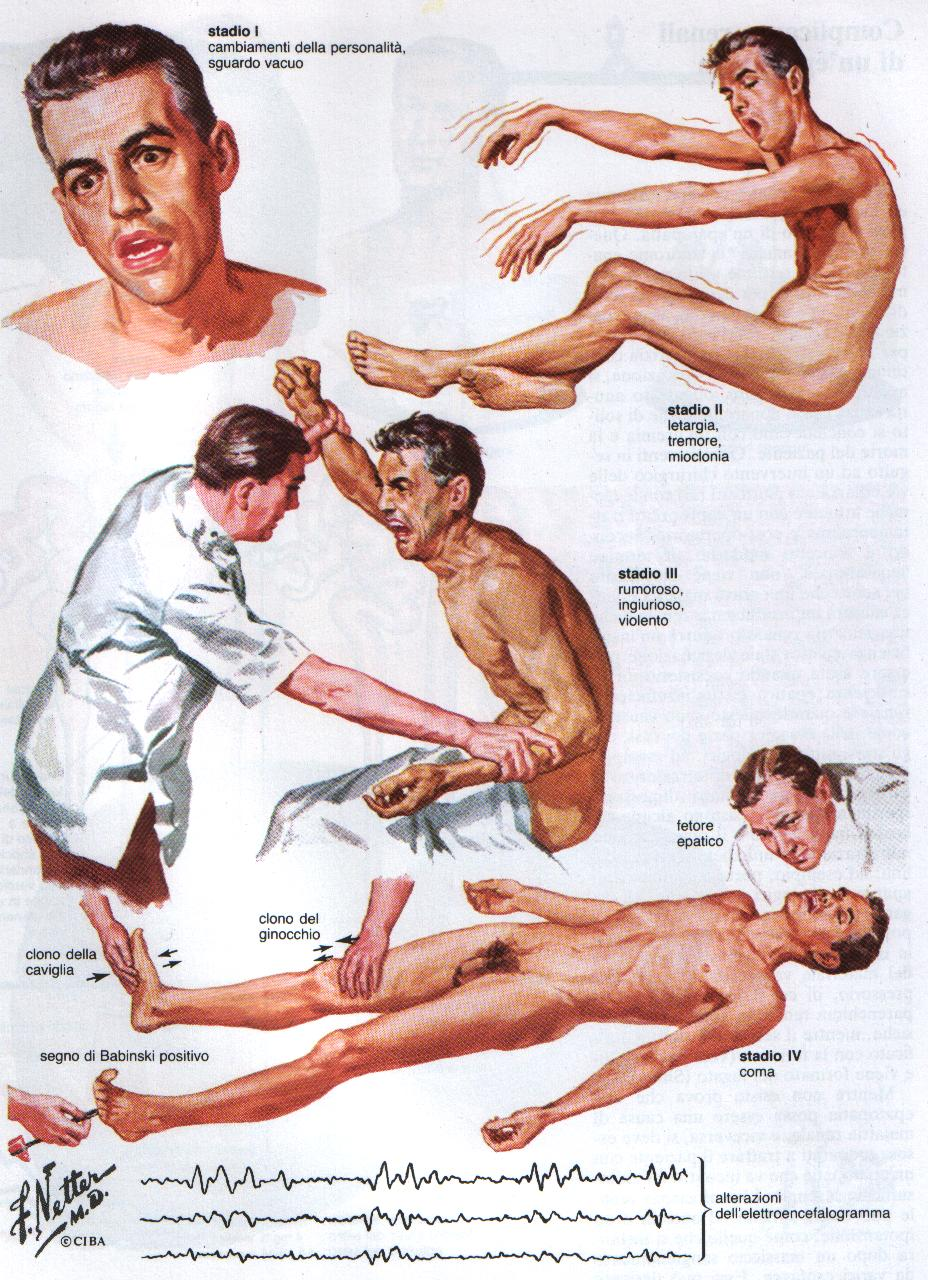 stadio I
cambiamenti della personalità,
sguardo vacuo
stadio II
letargia,
tremore,
mioclonia
stadio III
rumoroso,
ingiurioso,
violento
fetore
epatico
clono del
ginocchio
clono della
caviglia
segno di Babinski positivo
stadio IV
coma
F. Netter
M.D.
© CIBA
alterazioni
dell'elettroencefalogramma